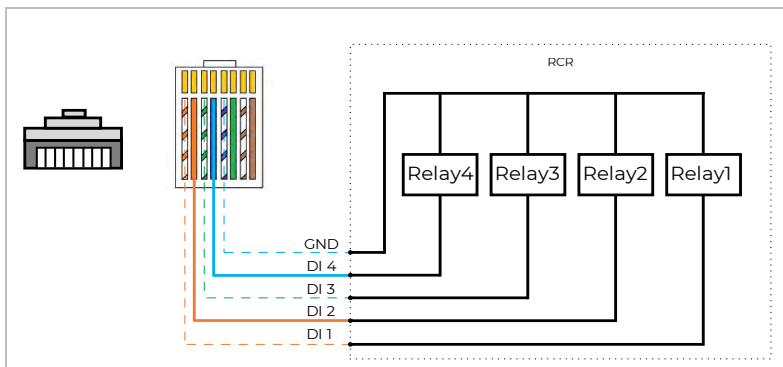 RCR
Relay4 Relay3 Relay2 Relay1
GND
DI 4
DI 3
DI 2
DI 1